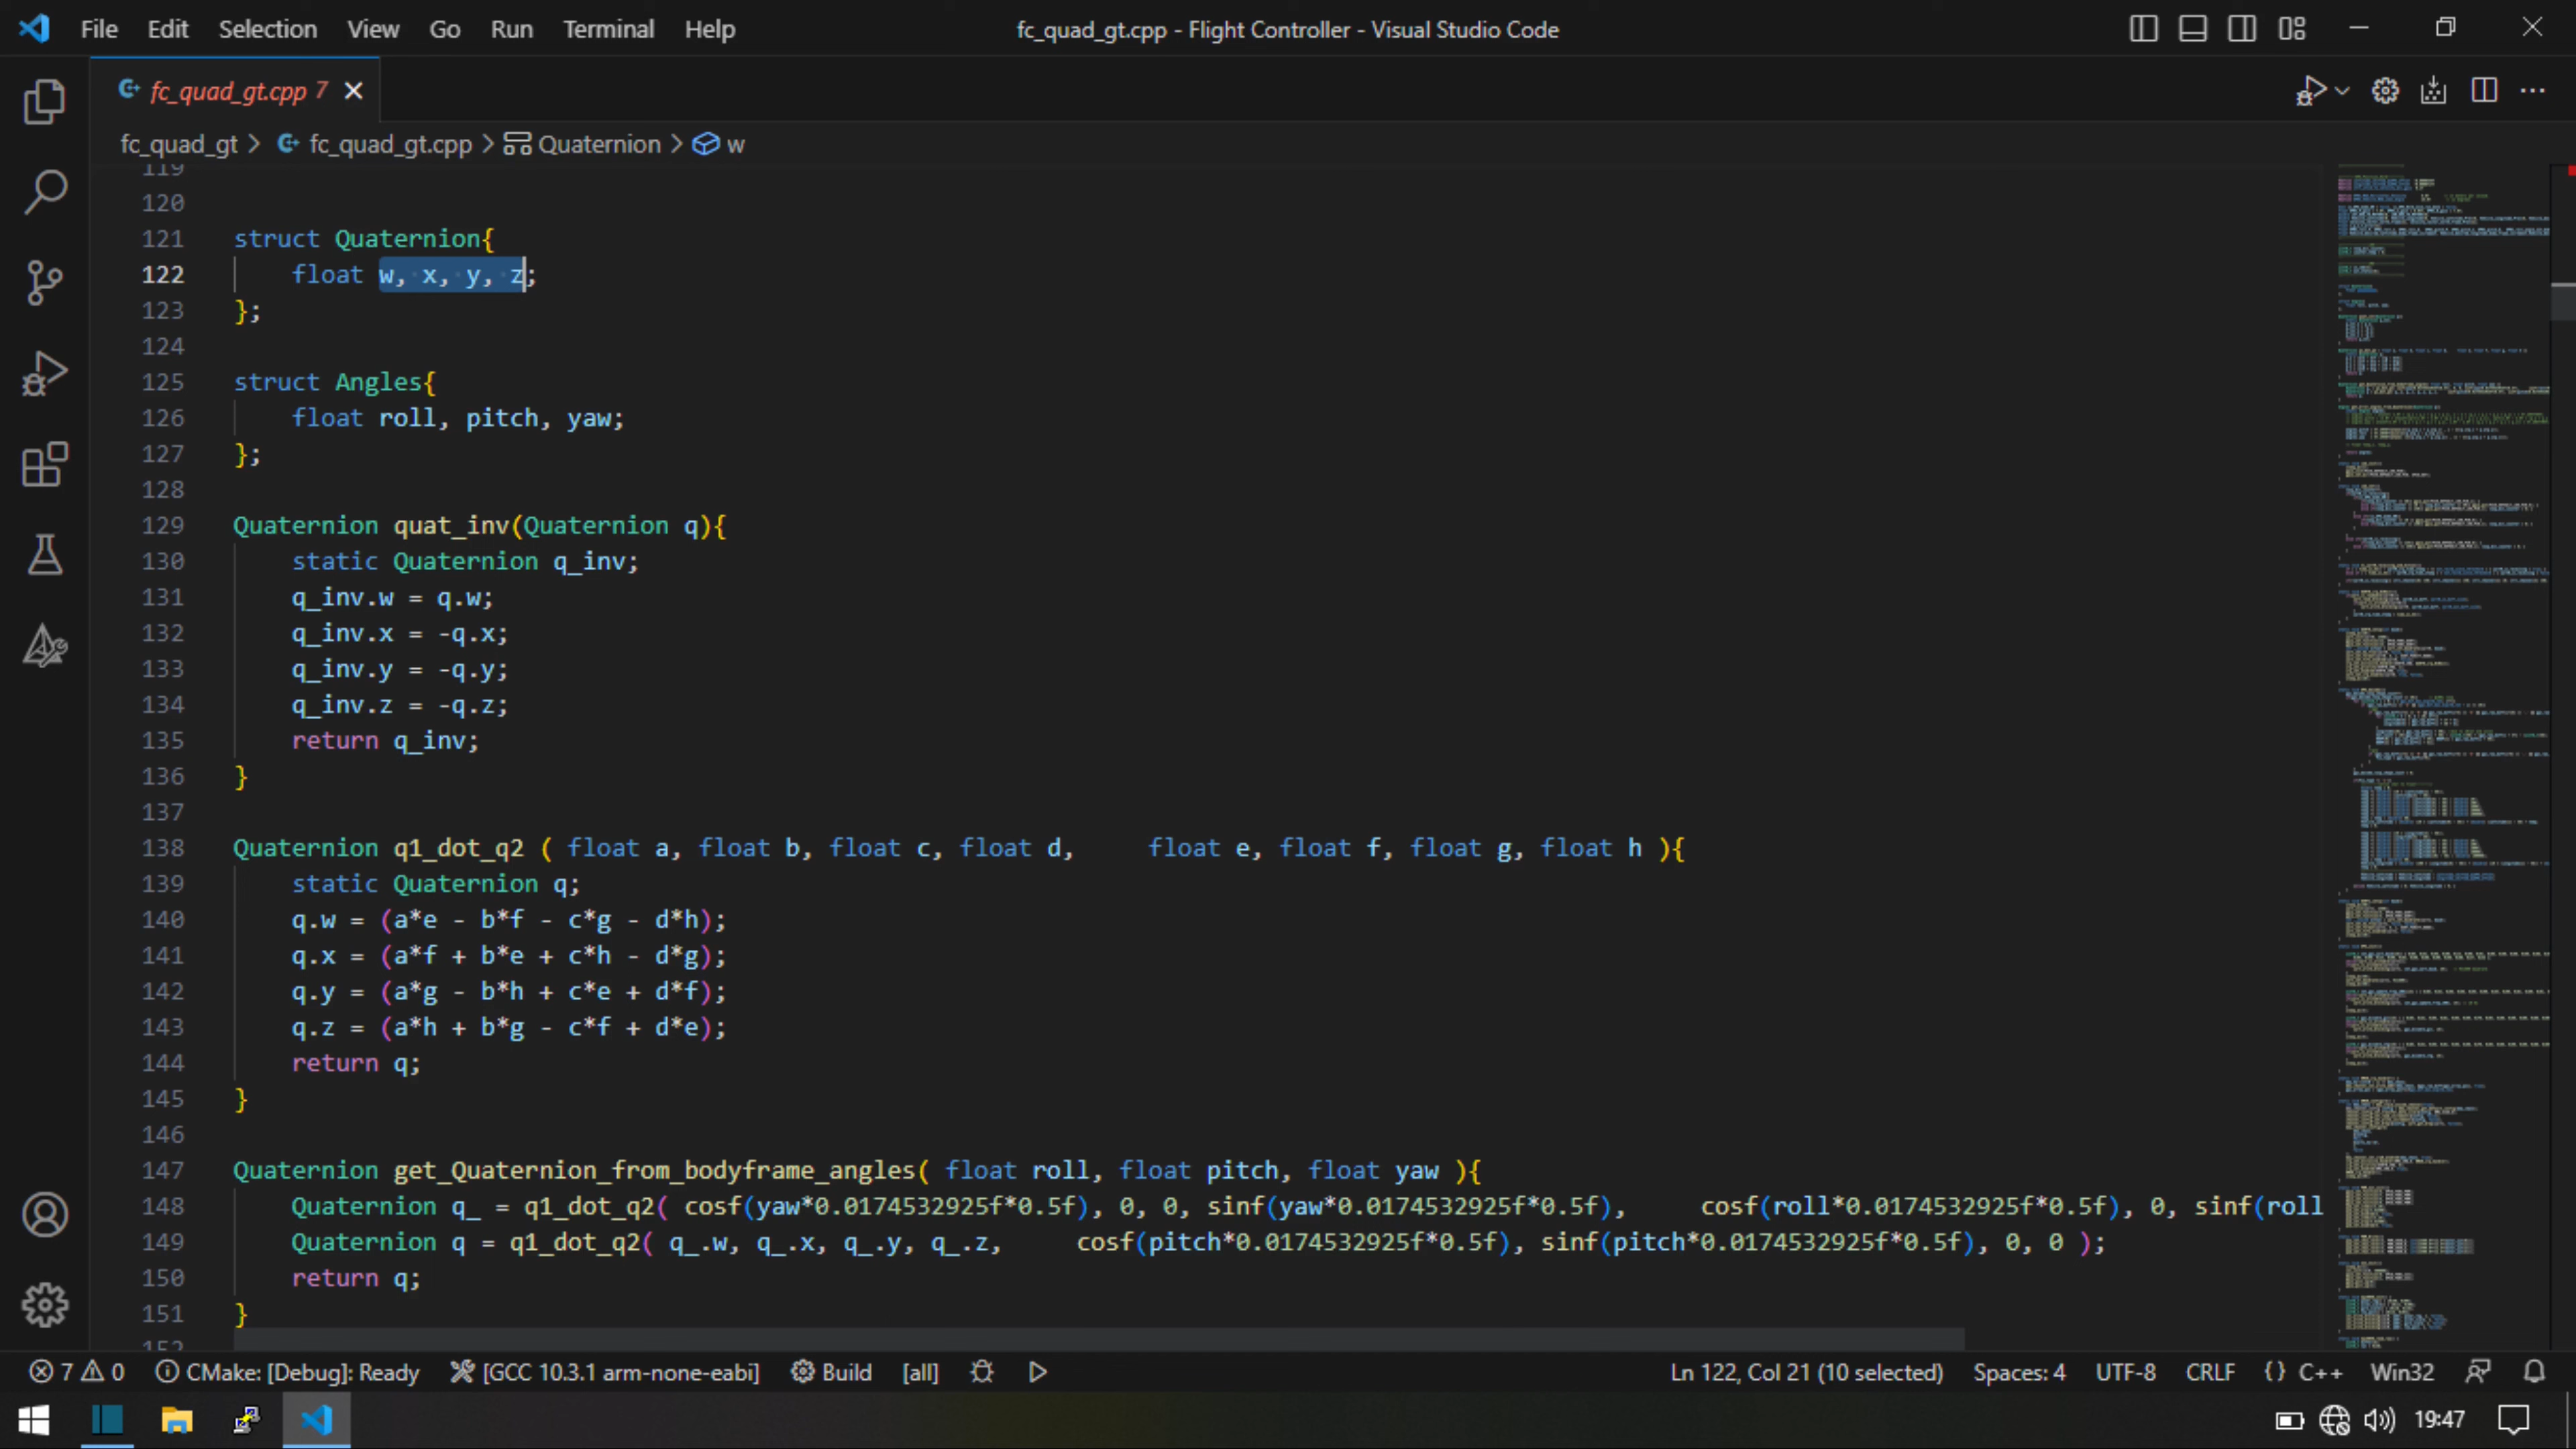 File Edit Selection View Go Run Terminal Help fc_quad_gt.cpp - Flight Controller - Visual Studio Code
fc_quad_gt.cpp 7
fc_quad_gt > fc_quad_gt.cpp > Quaternion > w
119
120
121 struct Quaternion{
122     float w, x, y, z;
123 };
124
125 struct Angles{
126     float roll, pitch, yaw;
127 };
128
129 Quaternion quat_inv(Quaternion q){
130     static Quaternion q_inv;
131     q_inv.w = q.w;
132     q_inv.x = -q.x;
133     q_inv.y = -q.y;
134     q_inv.z = -q.z;
135     return q_inv;
136 }
137
138 Quaternion q1_dot_q2 ( float a, float b, float c, float d,     float e, float f, float g, float h ){
139     static Quaternion q;
140     q.w = (a*e - b*f - c*g - d*h);
141     q.x = (a*f + b*e + c*h - d*g);
142     q.y = (a*g - b*h + c*e + d*f);
143     q.z = (a*h + b*g - c*f + d*e);
144     return q;
145 }
146
147 Quaternion get_Quaternion_from_bodyframe_angles( float roll, float pitch, float yaw ){
148     Quaternion q_ = q1_dot_q2( cosf(yaw*0.0174532925f*0.5f), 0, 0, sinf(yaw*0.0174532925f*0.5f),     cosf(roll*0.0174532925f*0.5f), 0, sinf(roll
149     Quaternion q = q1_dot_q2( q_.w, q_.x, q_.y, q_.z,     cosf(pitch*0.0174532925f*0.5f), sinf(pitch*0.0174532925f*0.5f), 0, 0 );
150     return q;
151 }
152
7 0 CMake: [Debug]: Ready [GCC 10.3.1 arm-none-eabi] Build [all] Ln 122, Col 21 (10 selected) Spaces: 4 UTF-8 CRLF {} C++ Win32
19:47